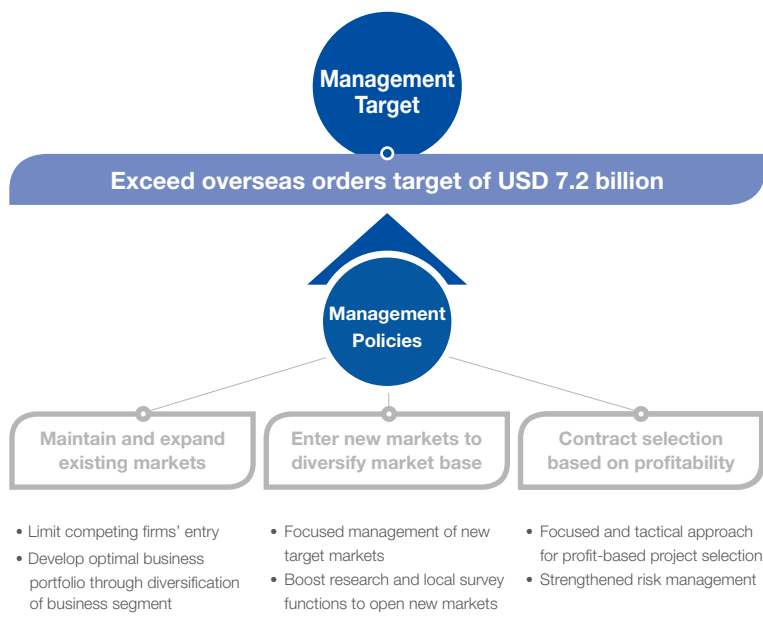 Management
Target
Exceed overseas orders target of USD 7.2 billion
Management
Policies
Maintain and expand
existing markets
• Limit competing firms' entry
• Develop optimal business
portfolio through diversification
of business segment
Enter new markets to
diversify market base
• Focused management of new
target markets
• Boost research and local survey
functions to open new markets
Contract selection
based on profitability
• Focused and tactical approach
for profit-based project selection
• Strengthened risk management